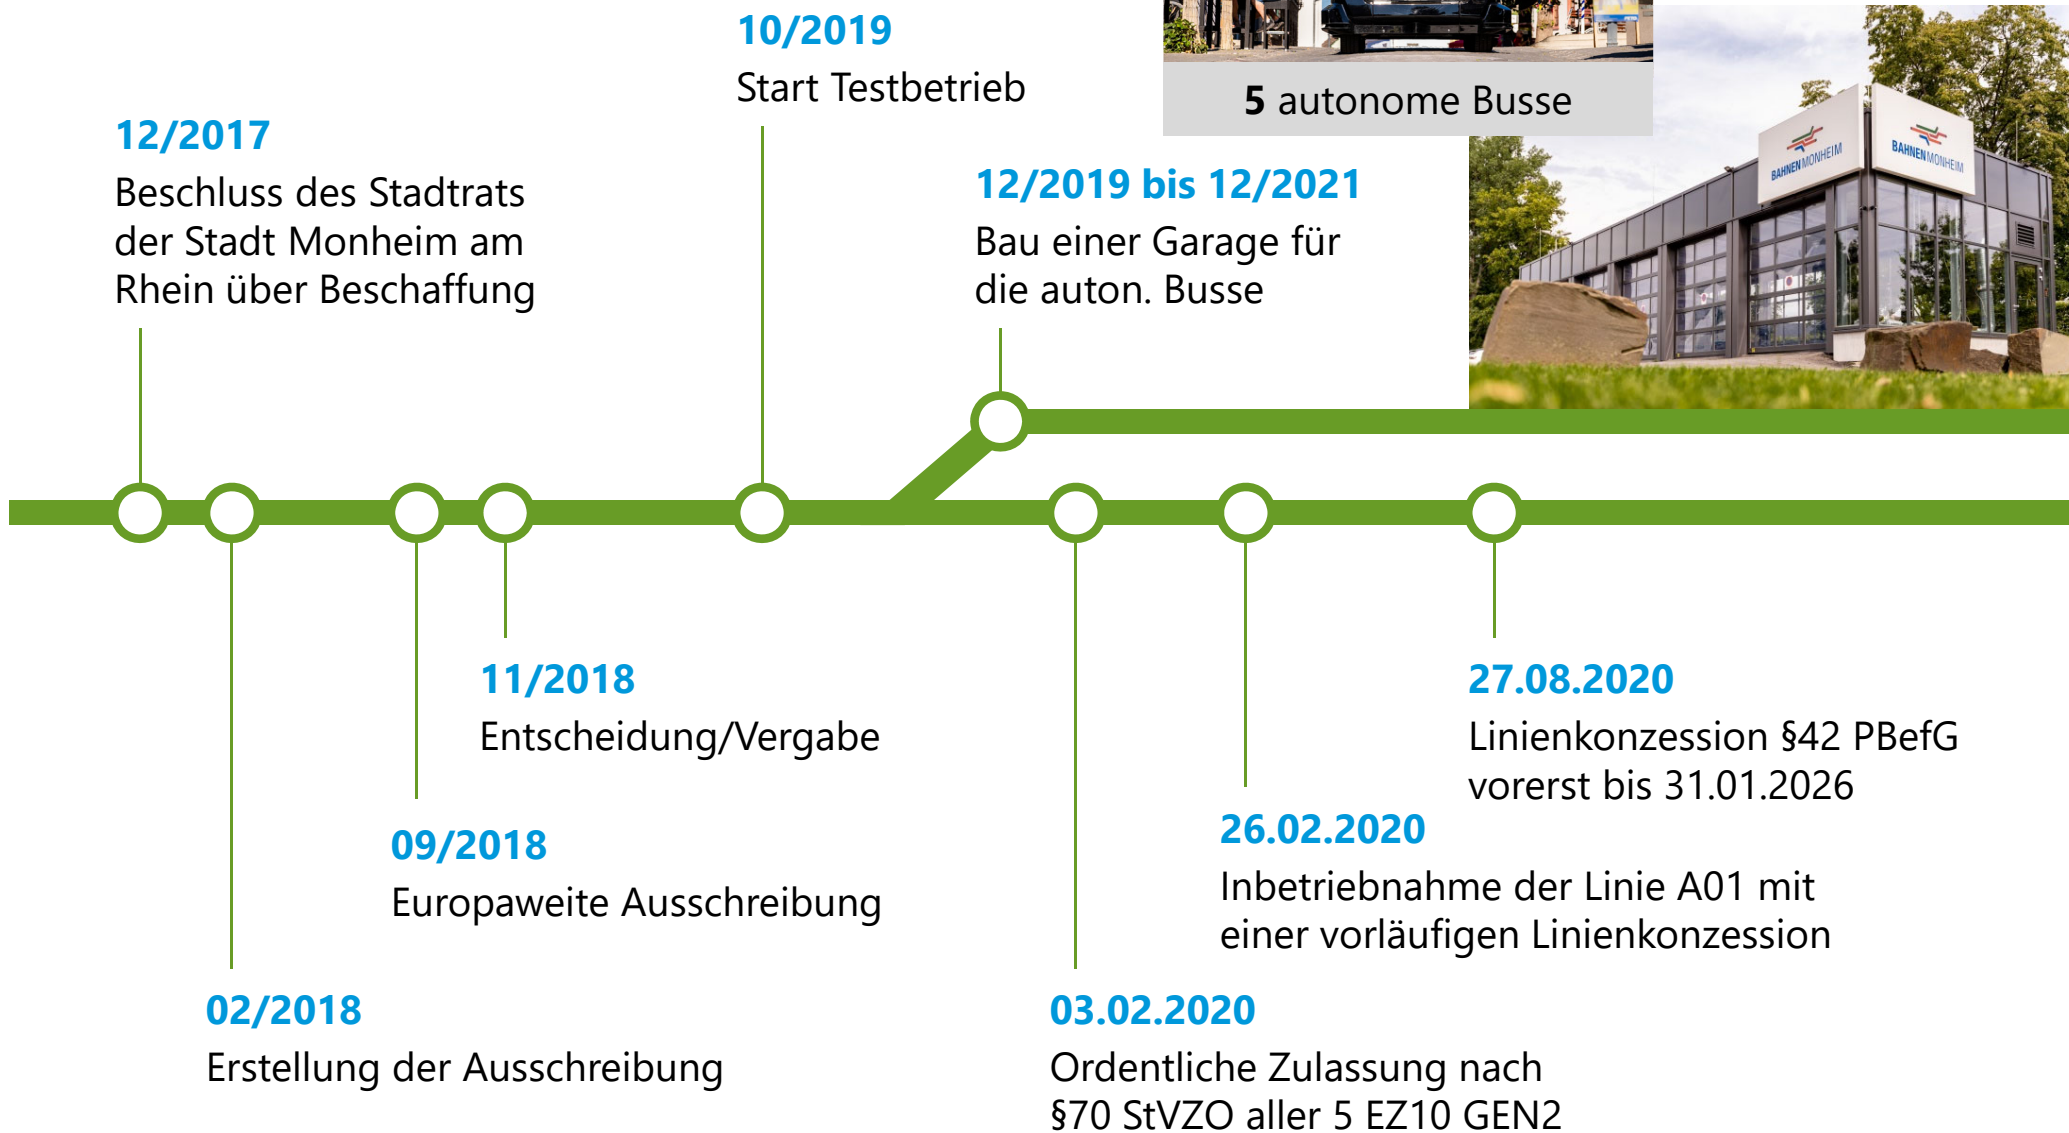 10/2019
Start Testbetrieb
5 autonome Busse
12/2017
Beschluss des Stadtrats
der Stadt Monheim am
Rhein über Beschaffung
12/2019 bis 12/2021
Bau einer Garage für
die auton. Busse
BAHNENMONHEIM
BAHNENMONHEIM
11/2018
Entscheidung/Vergabe
27.08.2020
Linienkonzession §42 PBefG
vorerst bis 31.01.2026
09/2018
Europaweite Ausschreibung
26.02.2020
Inbetriebnahme der Linie A01 mit
einer vorläufigen Linienkonzession
02/2018
Erstellung der Ausschreibung
03.02.2020
Ordentliche Zulassung nach
§70 StVZO aller 5 EZ10 GEN2